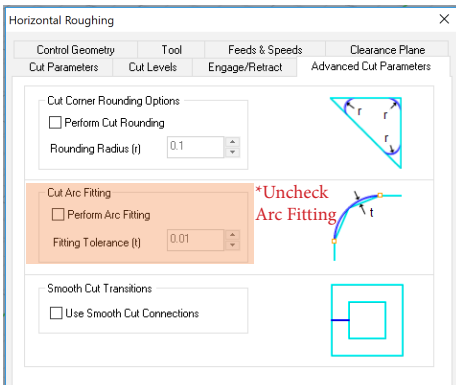 Horizontal Roughing
Control Geometry Tool Feeds & Speeds Clearance Plane
Cut Parameters Cut Levels Engage/Retract Advanced Cut Parameters
Cut Corner Rounding Options
Perform Cut Rounding
Rounding Radius (r) 0.1
r r
r
Cut Arc Fitting
*Uncheck
Perform Arc Fitting
Arc Fitting
Fitting Tolerance (t) 0.01
t
Smooth Cut Transitions
Use Smooth Cut Connections